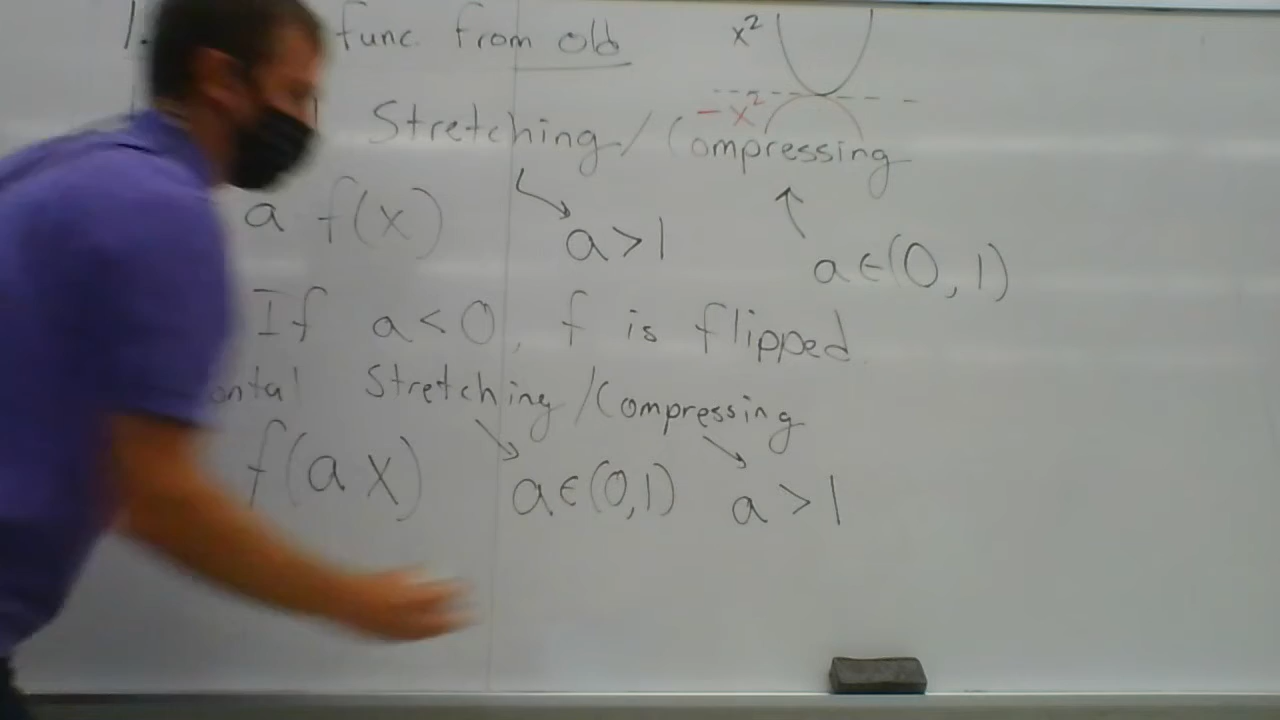 1. func. from old
x²
Stretching/Compressing
-x²
a f(x) a>1 a∈(0,1)
If a<0, f is flipped
ontal Stretching/Compressing
f(ax) a∈(0,1) a>1